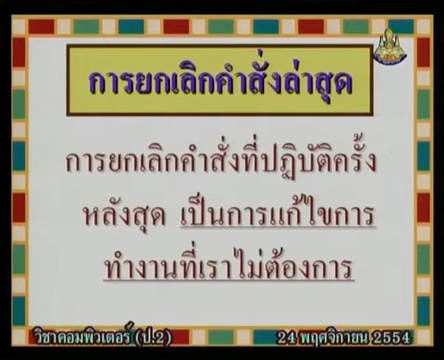 การยกเลิกคำสั่งล่าสุด
การยกเลิกคำสั่งที่ปฏิบัติครั้ง
หลังสุด เป็นการแก้ไขการ
ทำงานที่เราไม่ต้องการ
วิชาคอมพิวเตอร์ (ป.2) 24 พฤศจิกายน 2554